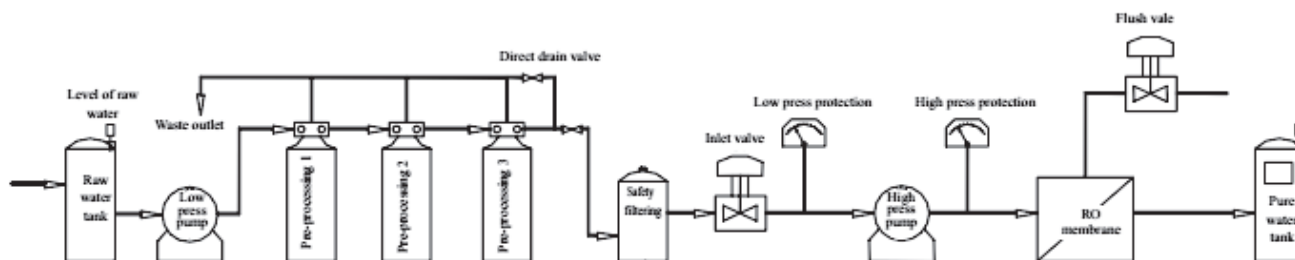 Flush vale
Direct drain valve
Level of raw
water
Waste outlet
Low press protection
High press protection
Inlet valve
Raw
water
tank
Low
press
pump
Pre-processing 1
Pre-processing 2
Pre-processing 3
Safety
filtering
High
press
pump
RO
membrane
Pure
water
tank